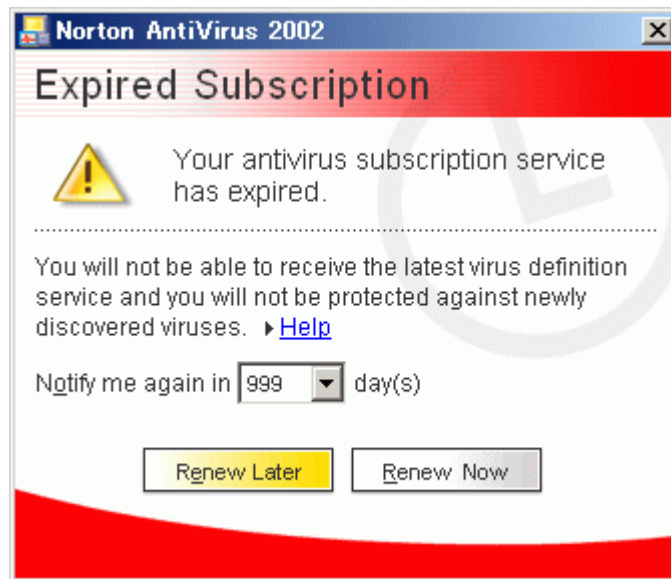 Norton AntiVirus 2002
Expired Subscription
Your antivirus subscription service
has expired.
You will not be able to receive the latest virus definition
service and you will not be protected against newly
discovered viruses. Help
Notify me again in 999 day(s)
Renew Later Renew Now